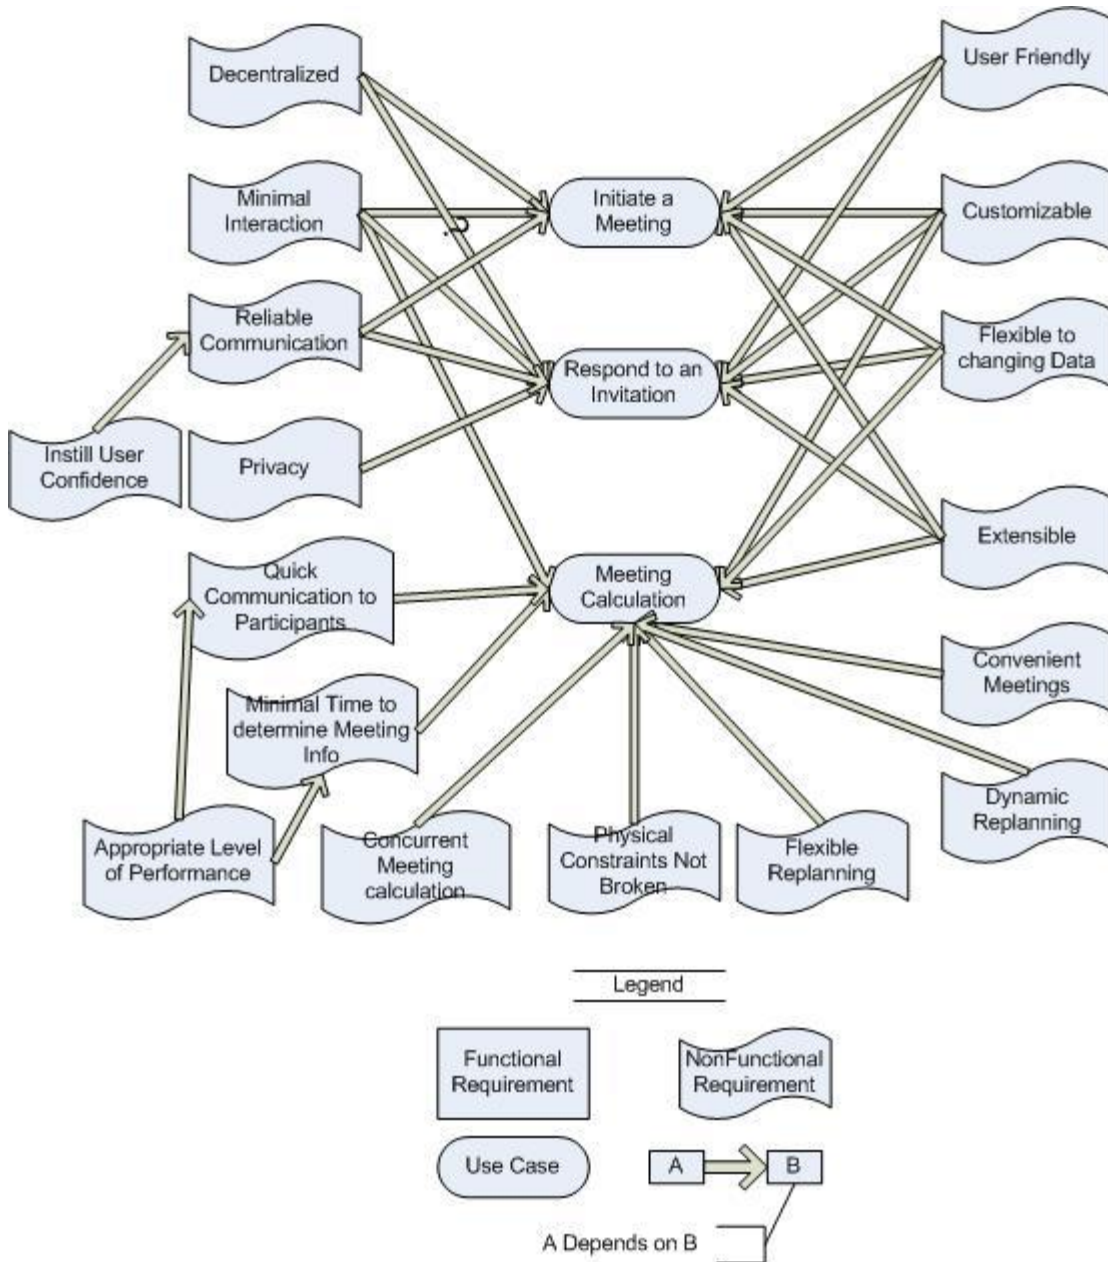 Decentralized
User Friendly
Minimal
Interaction
Initiate a
Meeting
Customizable
Reliable
Communication
Respond to an
Invitation
Flexible to
changing Data
Instill User
Confidence
Privacy
Extensible
Quick
Communication to
Participants
Meeting
Calculation
Convenient
Meetings
Minimal Time to
determine Meeting
Info
Dynamic
Replanning
Appropriate Level
of Performance
Concurrent
Meeting
calculation
Physical
Constraints Not
Broken
Flexible
Replanning
Legend
Functional
Requirement
NonFunctional
Requirement
Use Case
A
B
A Depends on B